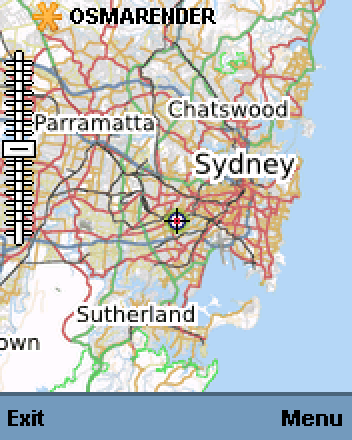 OSMARENDER
Chatswood
Parramatta
Sydney
Sutherland
own
Exit Menu